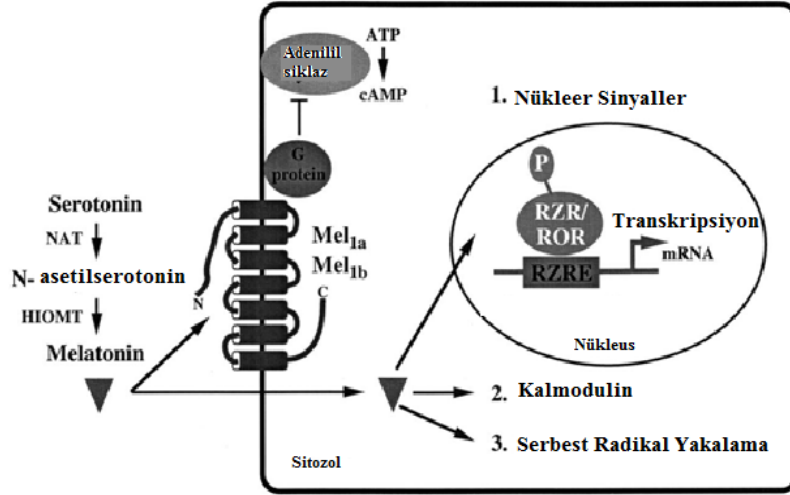 Adenilil
siklaz
ATP
cAMP
G
protein
Serotonin
NAT
N- asetilserotonin
HIOMT
Melatonin
N
Mel1a
Mel1b
C
Sitozol
1. Nükleer Sinyaller
P
RZR/
ROR
RZRE
Transkripsiyon
mRNA
Nükleus
2. Kalmodulin
3. Serbest Radikal Yakalama